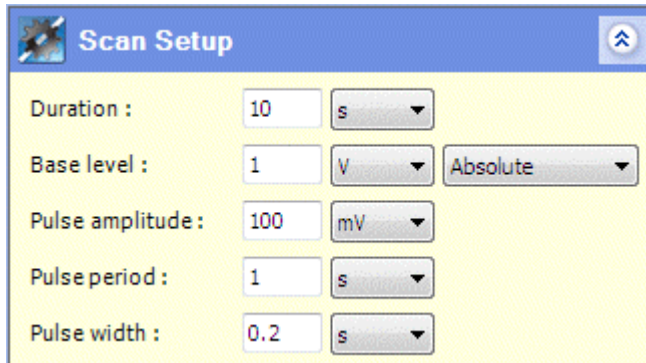 Scan Setup
Duration : 10 s
Base level : 1 V Absolute
Pulse amplitude : 100 mV
Pulse period : 1 s
Pulse width : 0.2 s